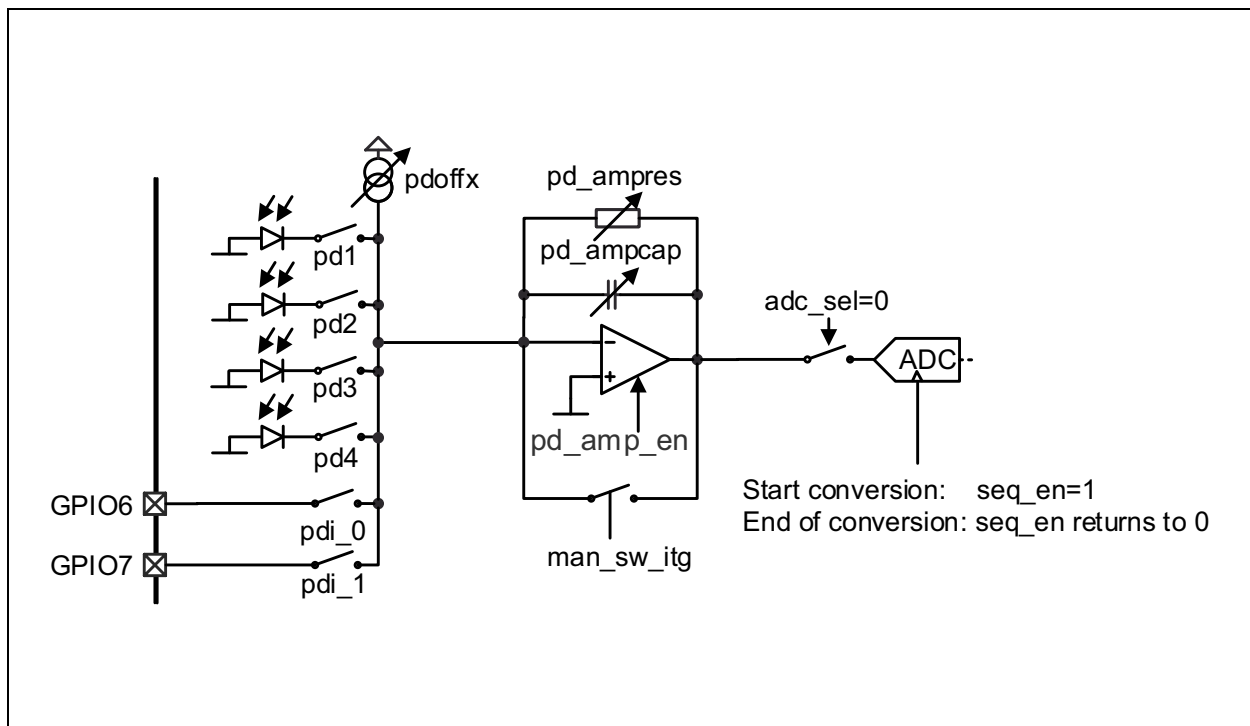 pdoffx
pd_ampres
pd1
pd_ampcap
pd2
adc_sel=0
pd3
ADC
−
+
pd4
pd_amp_en
GPIO6
pdi_0
Start conversion: seq_en=1
End of conversion: seq_en returns to 0
GPIO7
pdi_1
man_sw_itg